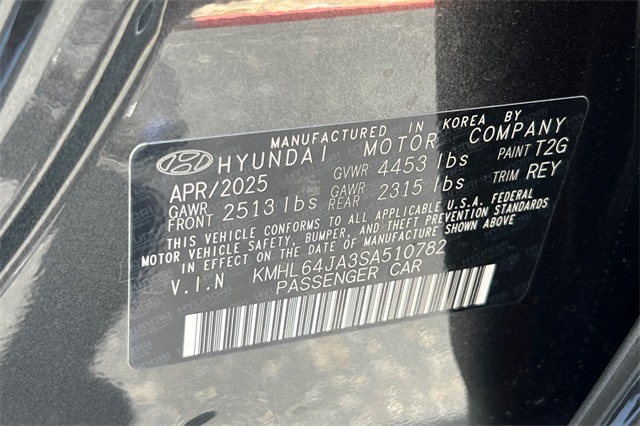 MANUFACTURED IN KOREA BY
HYUNDAI MOTOR COMPANY
APR/2025 GVWR 4453 lbs PAINT T2G
GAWR FRONT 2513 lbs GAWR REAR 2315 lbs TRIM REY
THIS VEHICLE CONFORMS TO ALL APPLICABLE U.S.A. FEDERAL
MOTOR VEHICLE SAFETY, BUMPER, AND THEFT PREVENTION STANDARDS
IN EFFECT ON THE DATE OF MANUFACTURE SHOWN ABOVE.
V.I.N KMHL64JA3SA510782
PASSENGER CAR